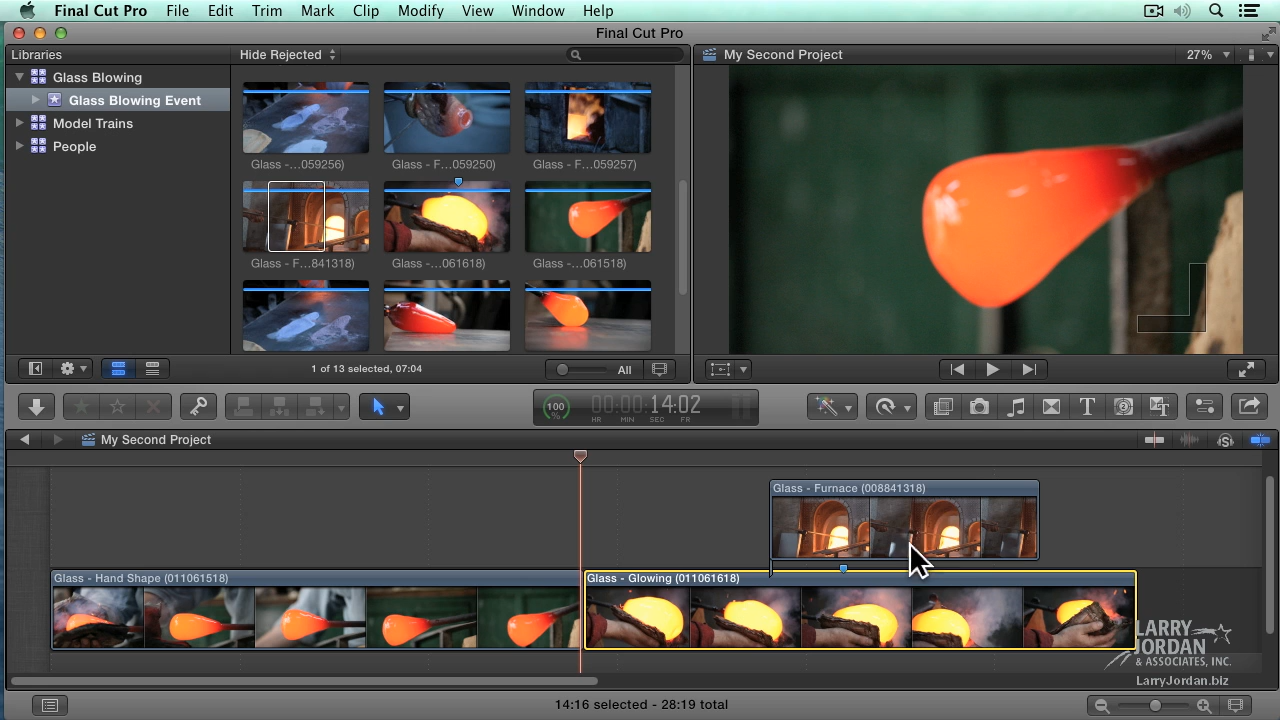 Final Cut Pro File Edit Trim Mark Clip Modify View Window Help
Final Cut Pro
Libraries
Hide Rejected
My Second Project
27%
Glass Blowing
Glass Blowing Event
Model Trains
People
Glass -...059256)
Glass - F...059250)
Glass - F...059257)
Glass - F...841318)
Glass -...061618)
Glass -...061518)
1 of 13 selected, 07:04
All
100
%
00:00:14:02
HR MIN SEC FR
My Second Project
Glass - Furnace (008841318)
Glass - Hand Shape (011061518)
Glass - Glowing (011061618)
LARRY
JORDAN
& ASSOCIATES, INC.
LarryJordan.biz
14:16 selected - 28:19 total